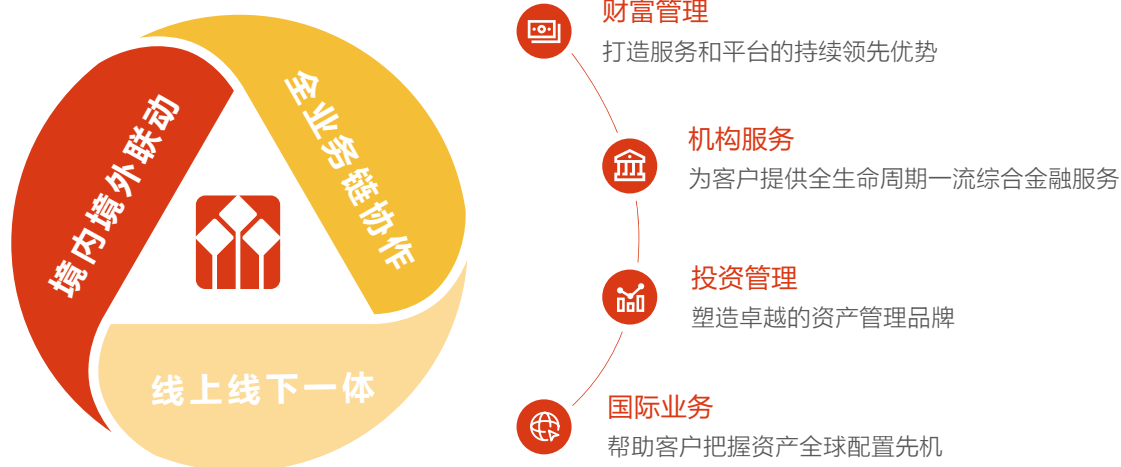 境内境外联动
全业务链协作
线上线下一体
财富管理
打造服务和平台的持续领先优势
机构服务
为客户提供全生命周期一流综合金融服务
投资管理
塑造卓越的资产管理品牌
国际业务
帮助客户把握资产全球配置先机